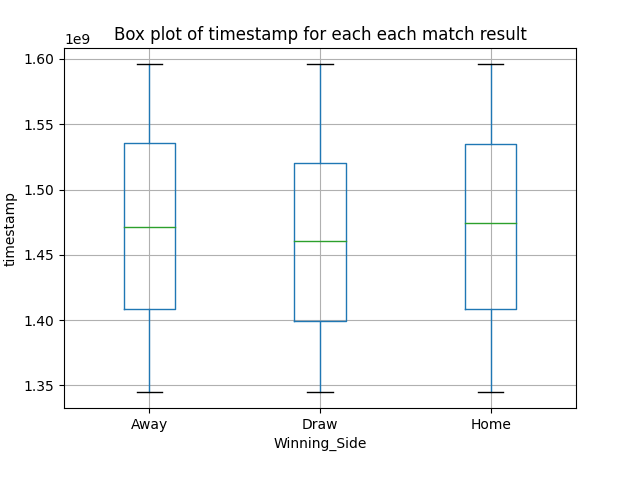 Box plot of timestamp for each each match result
1e9
1.60
1.55
1.50
1.45
1.40
1.35
timestamp
Away Draw Home
Winning_Side